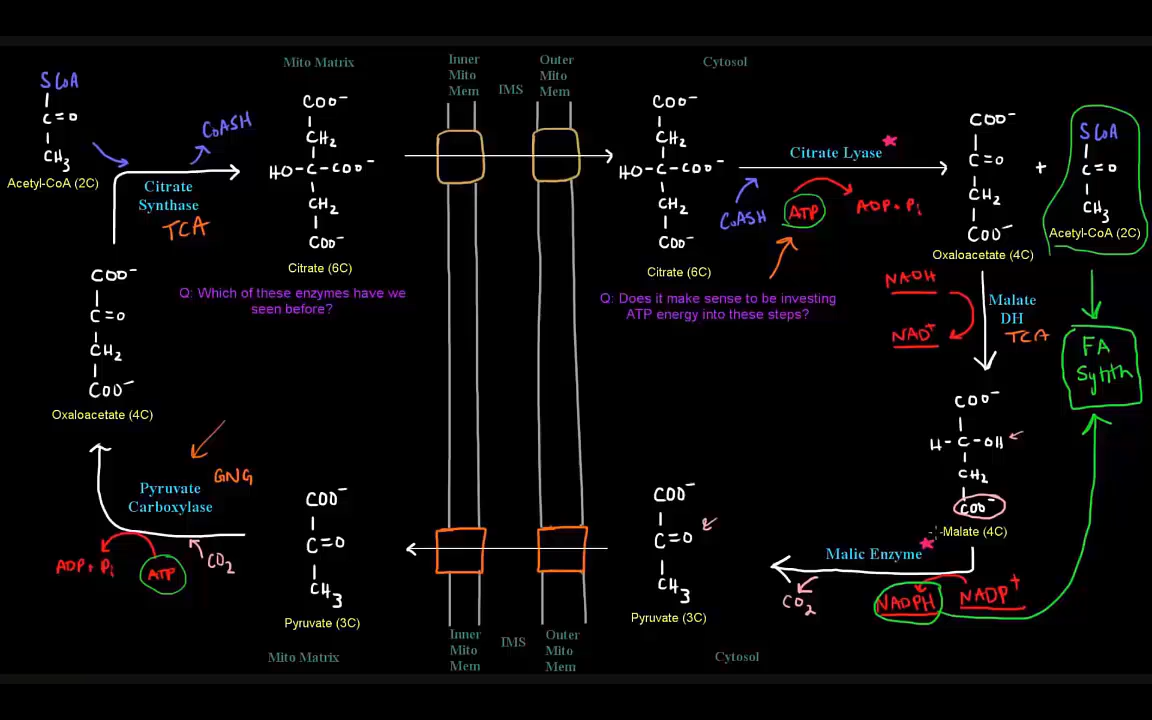 Mito Matrix
Inner
Mito
Mem
IMS
Outer
Mito
Mem
Cytosol
SCoA
C=O
CH3
Acetyl-CoA (2C)
CoASH
Citrate
Synthase
TCA
COO-
CH2
HO-C-COO-
CH2
COO-
Citrate (6C)
Q: Which of these enzymes have we
seen before?
COO-
CH2
HO-C-COO-
CH2
COO-
Citrate (6C)
Q: Does it make sense to be investing
ATP energy into these steps?
Citrate Lyase
CoASH
ATP
ADP+Pi
COO-
C=O
CH2
COO-
Oxaloacetate (4C)
+
SCoA
C=O
CH3
Acetyl-CoA (2C)
NADH
NAD+
Malate
DH
TCA
FA
Synth
COO-
H-C-OH
CH2
COO-
Malate (4C)
Malic Enzyme
CO2
NADPH
NADP+
COO-
C=O
CH3
Pyruvate (3C)
COO-
C=O
CH3
Pyruvate (3C)
COO-
C=O
CH2
COO-
Oxaloacetate (4C)
GNG
Pyruvate
Carboxylase
ADP+Pi
ATP
CO2
Mito Matrix
Inner
Mito
Mem
IMS
Outer
Mito
Mem
Cytosol